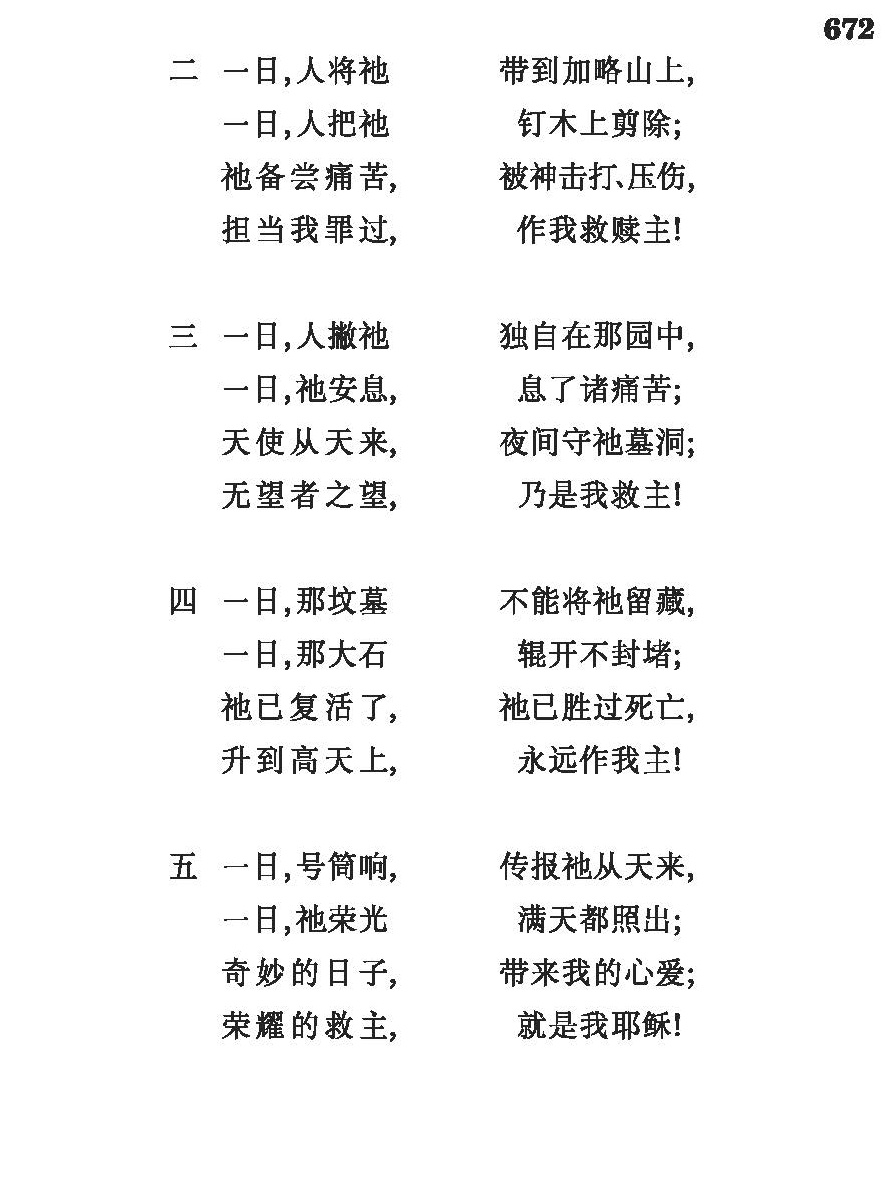 672
二 一日,人将祂 带到加略山上,
一日,人把祂 钉木上剪除;
祂备尝痛苦, 被神击打、压伤,
担当我罪过, 作我救赎主!
三 一日,人撇祂 独自在那园中,
一日,祂安息, 息了诸痛苦;
天使从天来, 夜间守祂墓洞;
无望者之望, 乃是我救主!
四 一日,那坟墓 不能将祂留藏,
一日,那大石 辊开不封堵;
祂已复活了, 祂已胜过死亡,
升到高天上, 永远作我主!
五 一日,号筒响, 传报祂从天来,
一日,祂荣光 满天都照出;
奇妙的日子, 带来我的心爱;
荣耀的救主, 就是我耶稣!